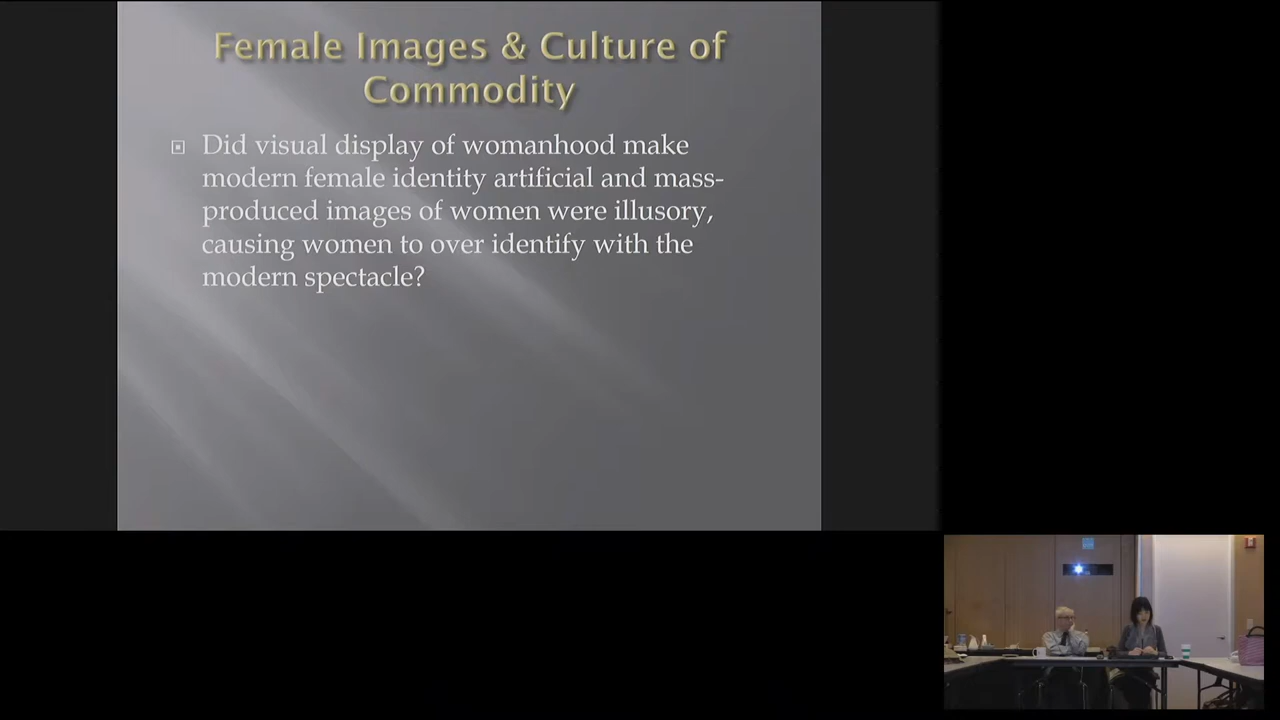 Female Images & Culture of
Commodity
Did visual display of womanhood make
modern female identity artificial and mass-
produced images of women were illusory,
causing women to over identify with the
modern spectacle?